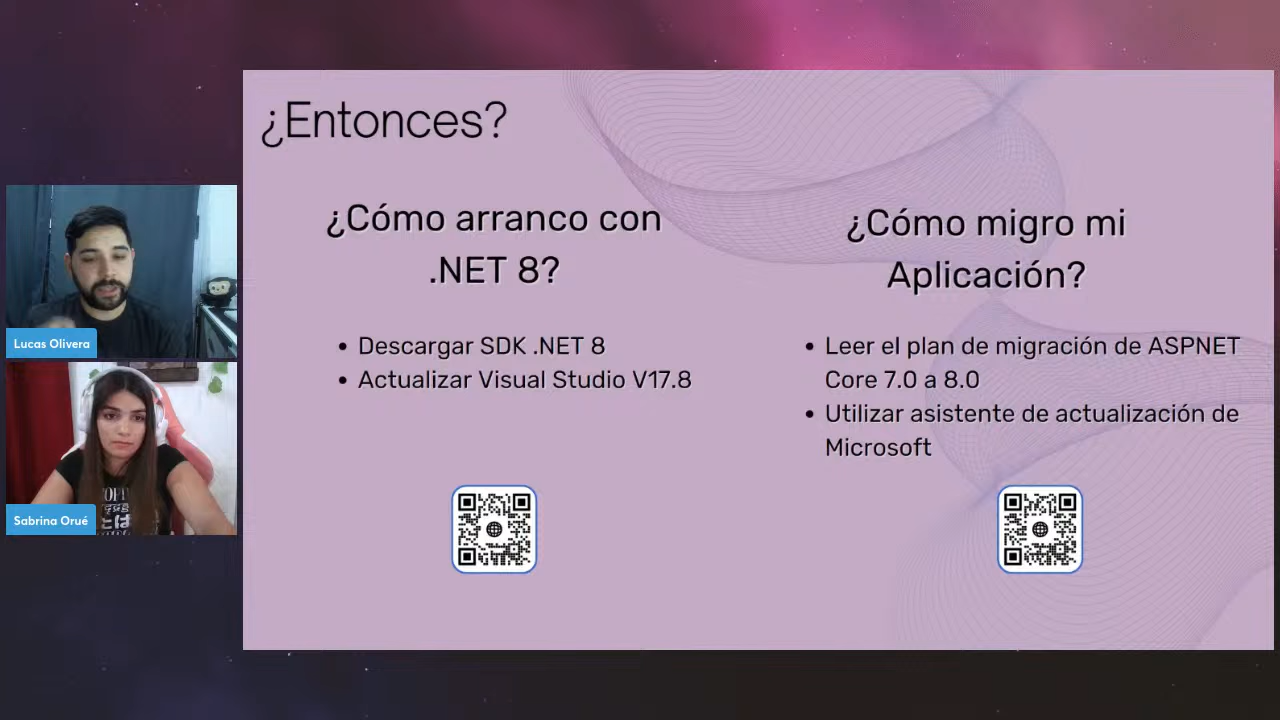 ¿Entonces?
¿Cómo arranco con
.NET 8?
• Descargar SDK .NET 8
• Actualizar Visual Studio V17.8
¿Cómo migro mi
Aplicación?
• Leer el plan de migración de ASPNET
Core 7.0 a 8.0
• Utilizar asistente de actualización de
Microsoft
Lucas Olivera
Sabrina Orué